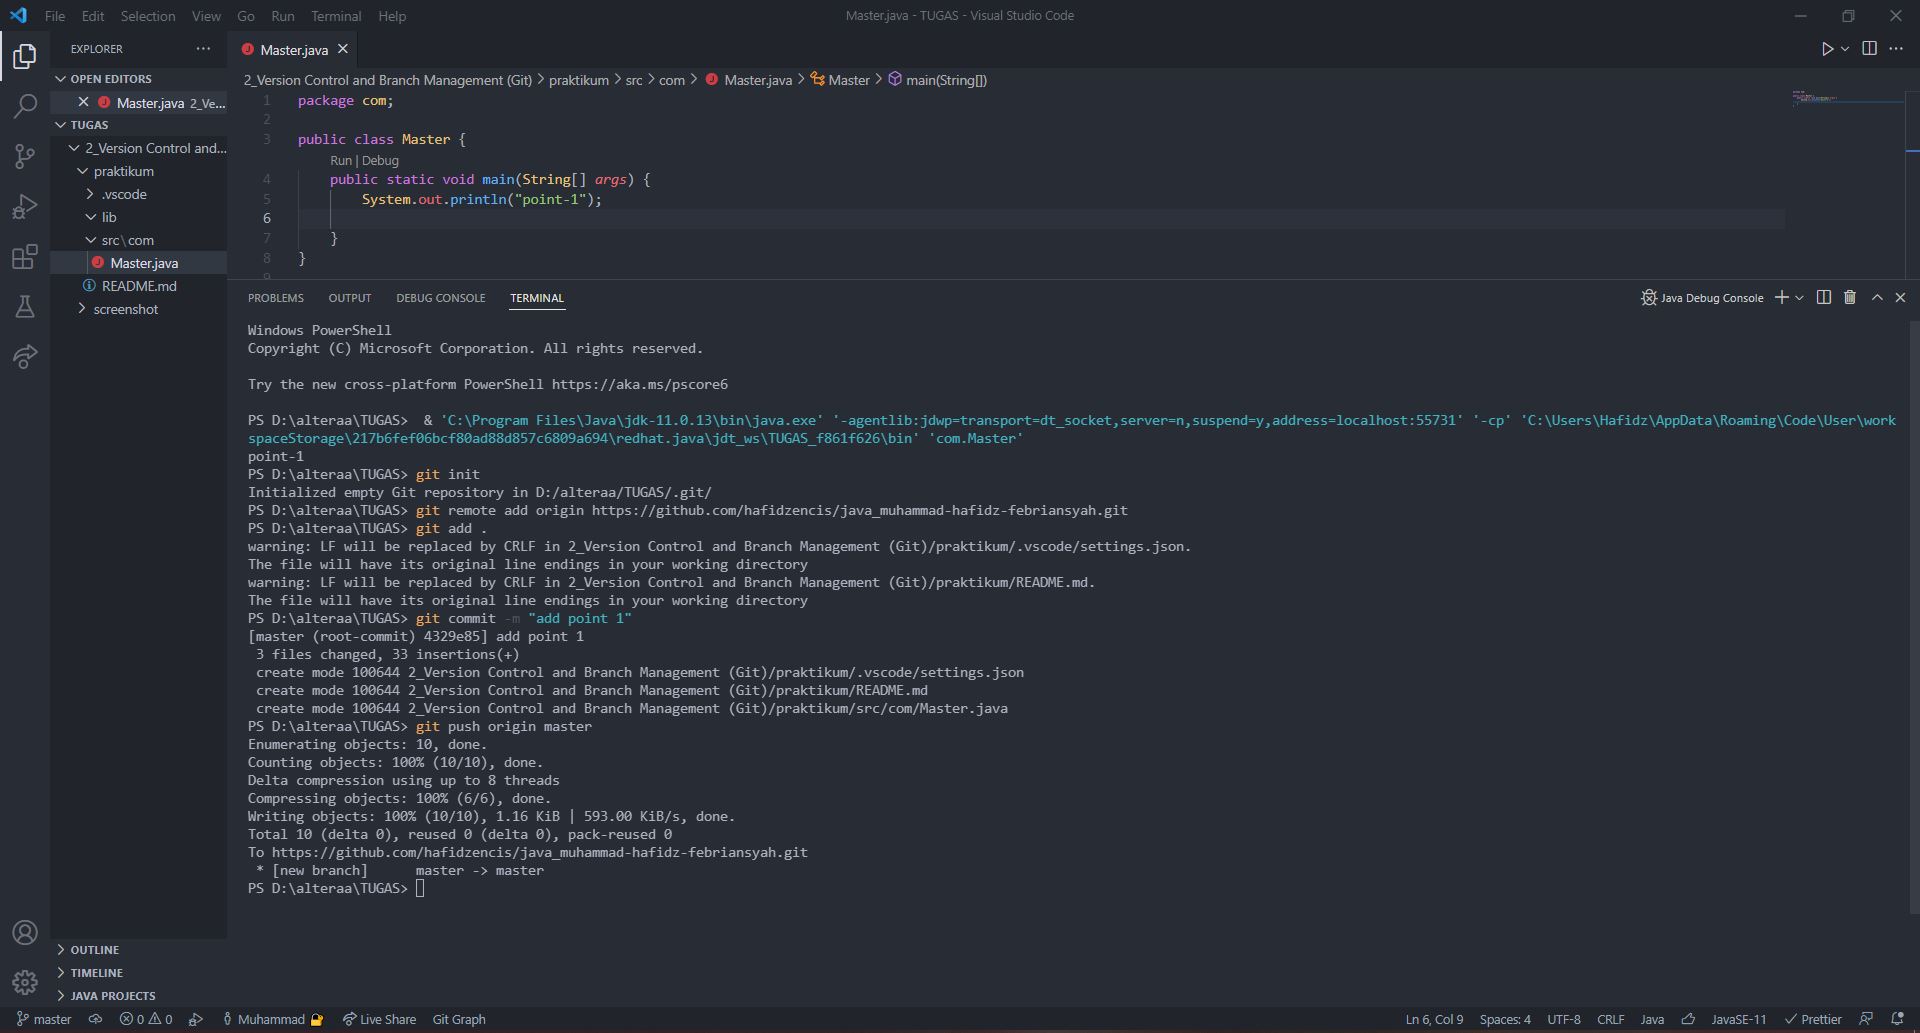 File Edit Selection View Go Run Terminal Help
Master.java - TUGAS - Visual Studio Code
EXPLORER
OPEN EDITORS
Master.java 2_Ve...
TUGAS
2_Version Control and...
praktikum
.vscode
lib
src\com
Master.java
README.md
screenshot
OUTLINE
TIMELINE
JAVA PROJECTS
Master.java
2_Version Control and Branch Management (Git) > praktikum > src > com > Master.java > Master > main(String[])
1 package com;
2
3 public class Master {
Run | Debug
4 public static void main(String[] args) {
5 System.out.println("point-1");
6
7 }
8 }
9
PROBLEMS OUTPUT DEBUG CONSOLE TERMINAL
Java Debug Console
Windows PowerShell
Copyright (C) Microsoft Corporation. All rights reserved.
Try the new cross-platform PowerShell https://aka.ms/pscore6
PS D:\alteraa\TUGAS>  & 'C:\Program Files\Java\jdk-11.0.13\bin\java.exe' '-agentlib:jdwp=transport=dt_socket,server=n,suspend=y,address=localhost:55731' '-cp' 'C:\Users\Hafidz\AppData\Roaming\Code\User\work
spaceStorage\217b6fef06bcf80ad88d857c6809a694\redhat.java\jdt_ws\TUGAS_f861f626\bin' 'com.Master'
point-1
PS D:\alteraa\TUGAS> git init
Initialized empty Git repository in D:/alteraa/TUGAS/.git/
PS D:\alteraa\TUGAS> git remote add origin https://github.com/hafidzencis/java_muhammad-hafidz-febriansyah.git
PS D:\alteraa\TUGAS> git add .
warning: LF will be replaced by CRLF in 2_Version Control and Branch Management (Git)/praktikum/.vscode/settings.json.
The file will have its original line endings in your working directory
warning: LF will be replaced by CRLF in 2_Version Control and Branch Management (Git)/praktikum/README.md.
The file will have its original line endings in your working directory
PS D:\alteraa\TUGAS> git commit -m "add point 1"
[master (root-commit) 4329e85] add point 1
 3 files changed, 33 insertions(+)
 create mode 100644 2_Version Control and Branch Management (Git)/praktikum/.vscode/settings.json
 create mode 100644 2_Version Control and Branch Management (Git)/praktikum/README.md
 create mode 100644 2_Version Control and Branch Management (Git)/praktikum/src/com/Master.java
PS D:\alteraa\TUGAS> git push origin master
Enumerating objects: 10, done.
Counting objects: 100% (10/10), done.
Delta compression using up to 8 threads
Compressing objects: 100% (6/6), done.
Writing objects: 100% (10/10), 1.16 KiB | 593.00 KiB/s, done.
Total 10 (delta 0), reused 0 (delta 0), pack-reused 0
To https://github.com/hafidzencis/java_muhammad-hafidz-febriansyah.git
 * [new branch]      master -> master
PS D:\alteraa\TUGAS>
master 0 0 Muhammad Live Share Git Graph
Ln 6, Col 9 Spaces: 4 UTF-8 CRLF Java JavaSE-11 Prettier